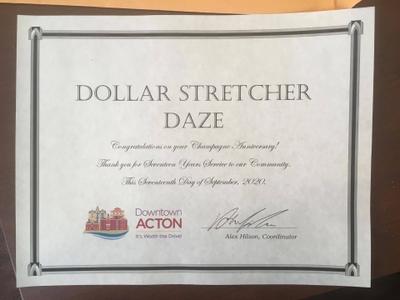 DOLLAR STRETCHER
DAZE
Congratulations on your Champagne Anniversary!
Thank you for Seventeen Years Service to our Community.
This Seventeenth Day of September, 2020.
Downtown
ACTON
It's Worth the Drive!
Alex Hilson, Coordinator